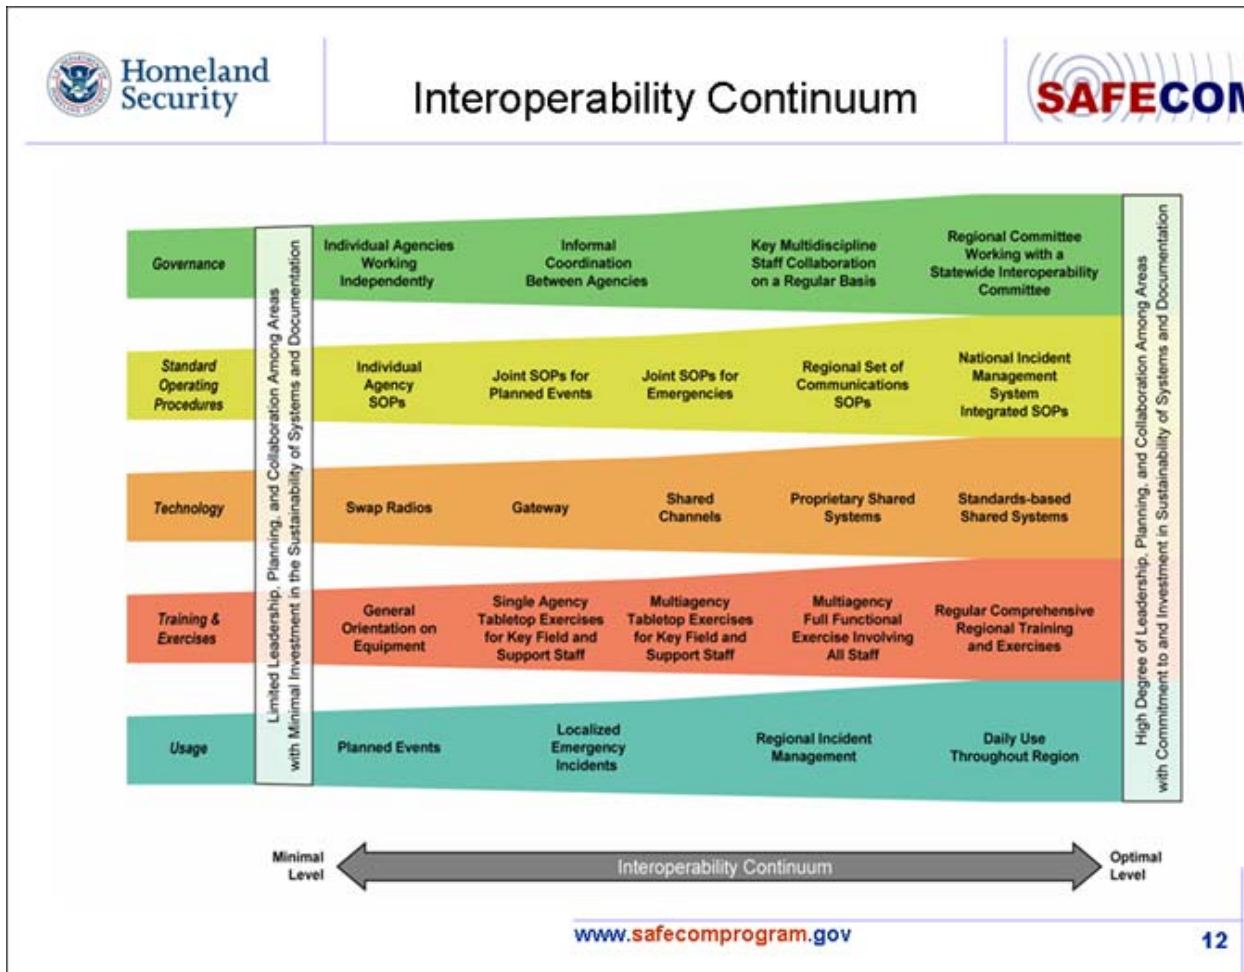 Homeland
Security
Interoperability Continuum
SAFECOM
Governance
Limited Leadership, Planning, and Collaboration Among Areas
with Minimal Investment in the Sustainability of Systems and Documentation
Individual Agencies
Working
Independently
Informal
Coordination
Between Agencies
Key Multidiscipline
Staff Collaboration
on a Regular Basis
Regional Committee
Working with a
Statewide Interoperability
Committee
High Degree of Leadership, Planning, and Collaboration Among Areas
with Commitment to and Investment in Sustainability of Systems and Documentation
Standard
Operating
Procedures
Individual
Agency
SOPs
Joint SOPs for
Planned Events
Joint SOPs for
Emergencies
Regional Set of
Communications
SOPs
National Incident
Management
System
Integrated SOPs
Technology
Swap Radios
Gateway
Shared
Channels
Proprietary Shared
Systems
Standards-based
Shared Systems
Training &
Exercises
General
Orientation on
Equipment
Single Agency
Tabletop Exercises
for Key Field and
Support Staff
Multiagency
Tabletop Exercises
for Key Field and
Support Staff
Multiagency
Full Functional
Exercise Involving
All Staff
Regular Comprehensive
Regional Training
and Exercises
Usage
Planned Events
Localized
Emergency
Incidents
Regional Incident
Management
Daily Use
Throughout Region
Minimal
Level
Interoperability Continuum
Optimal
Level
www.safecomprogram.gov
12